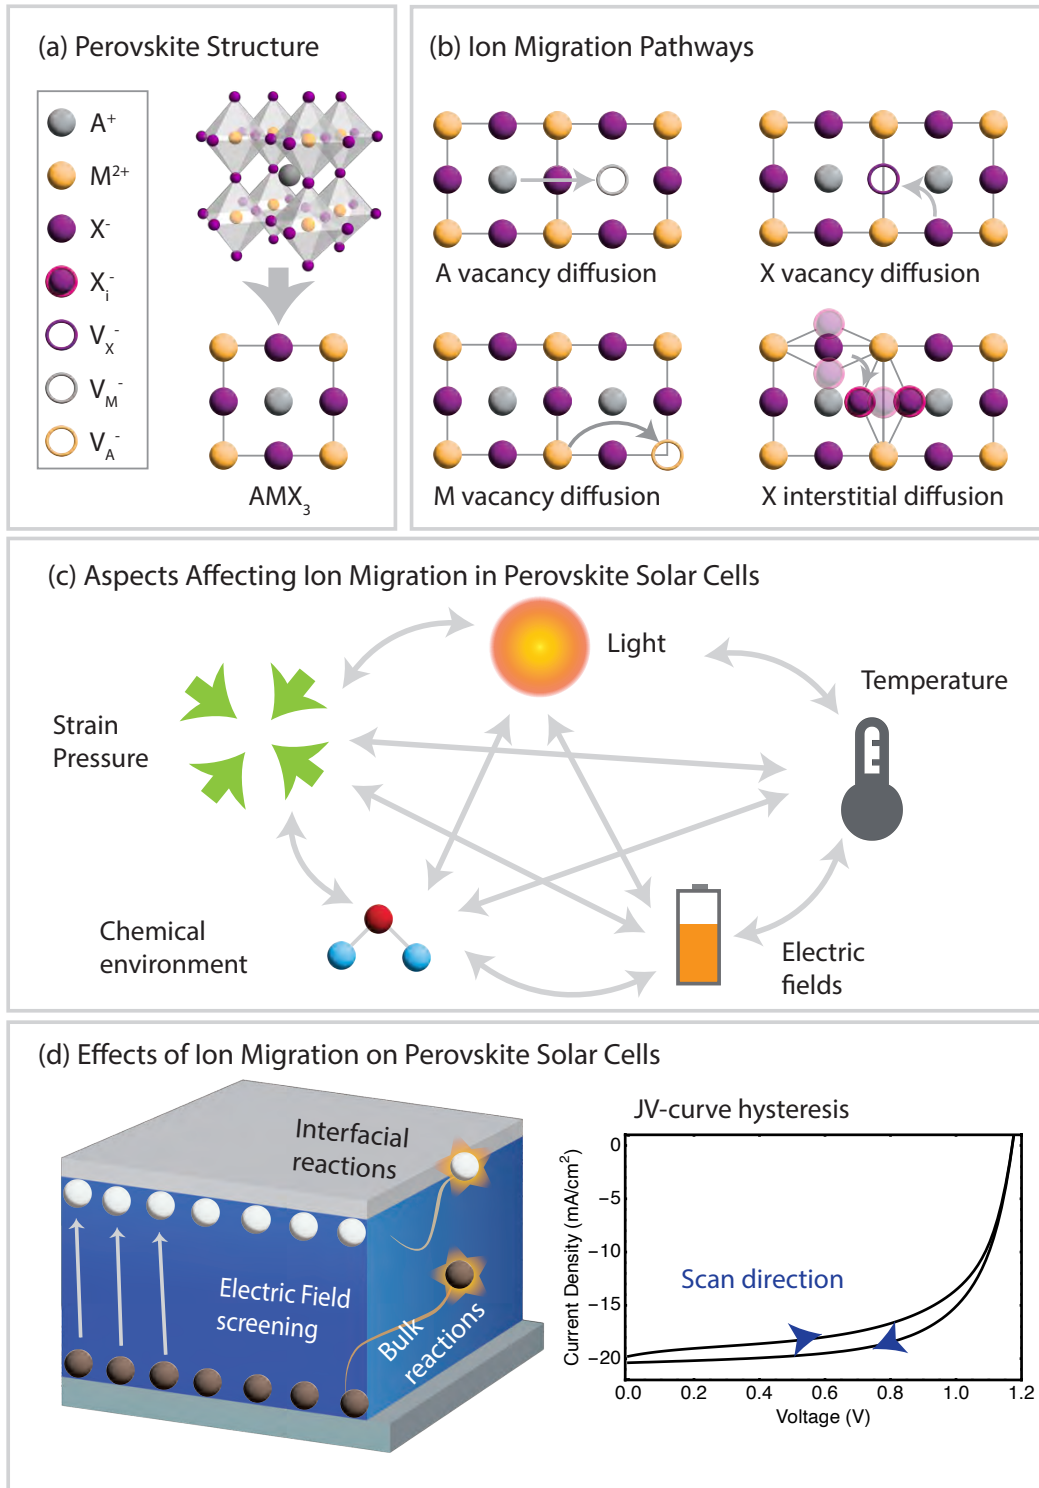 (a) Perovskite Structure
A⁺
M²⁺
X⁻
Xᵢ⁻
V_X⁻
V_M⁻
V_A⁻
AMX₃
(b) Ion Migration Pathways
A vacancy diffusion
X vacancy diffusion
M vacancy diffusion
X interstitial diffusion
(c) Aspects Affecting Ion Migration in Perovskite Solar Cells
Light
Temperature
Strain
Pressure
Chemical
environment
Electric
fields
(d) Effects of Ion Migration on Perovskite Solar Cells
Interfacial
reactions
Electric Field
screening
Bulk
reactions
JV-curve hysteresis
Current Density (mA/cm²)
0
−5
−10
−15
−20
Scan direction
0.0 0.2 0.4 0.6 0.8 1.0 1.2
Voltage (V)